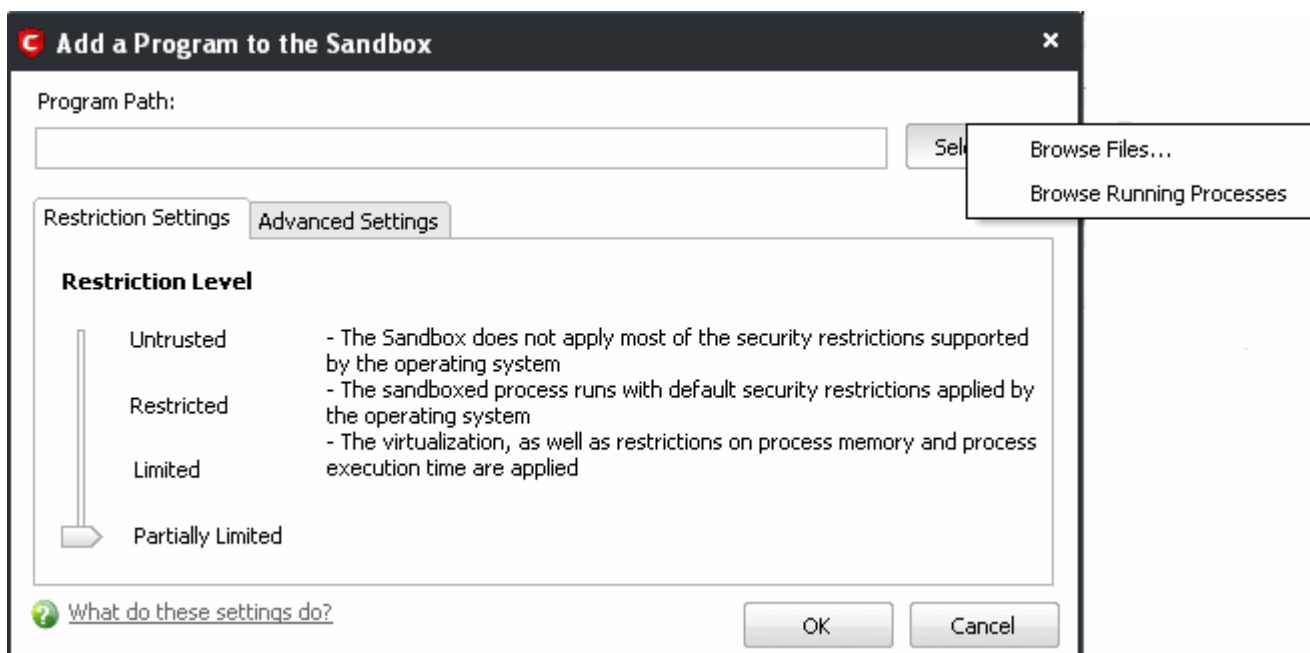 Add a Program to the Sandbox
Program Path:
Browse Files...
Browse Running Processes
Restriction Settings
Advanced Settings
Restriction Level
Untrusted
- The Sandbox does not apply most of the security restrictions supported
by the operating system
- The sandboxed process runs with default security restrictions applied by
Restricted
the operating system
- The virtualization, as well as restrictions on process memory and process
Limited
execution time are applied
Partially Limited
What do these settings do?
OK
Cancel